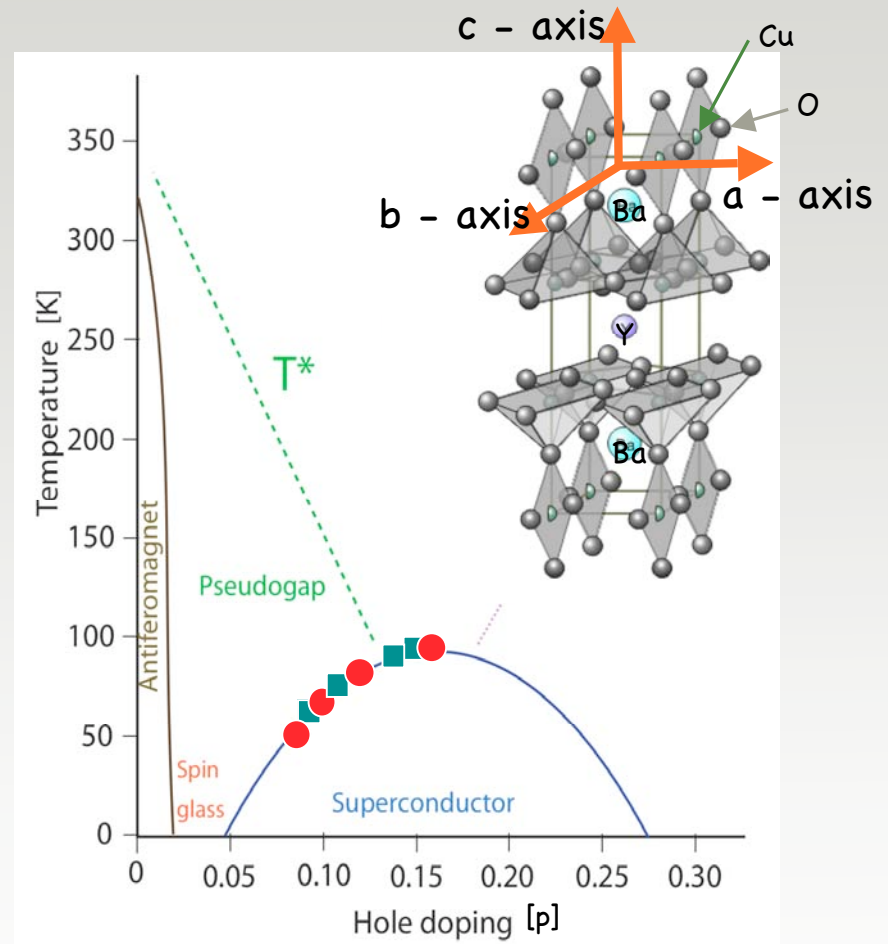 c - axis
Cu
O
a - axis
b - axis
Ba
Y
Ba
Temperature [K]
350
300
250
200
150
100
50
0
T*
Pseudogap
Antiferomagnet
Spin
glass
Superconductor
0
0.05
0.10
0.15
0.20
0.25
0.30
Hole doping [p]